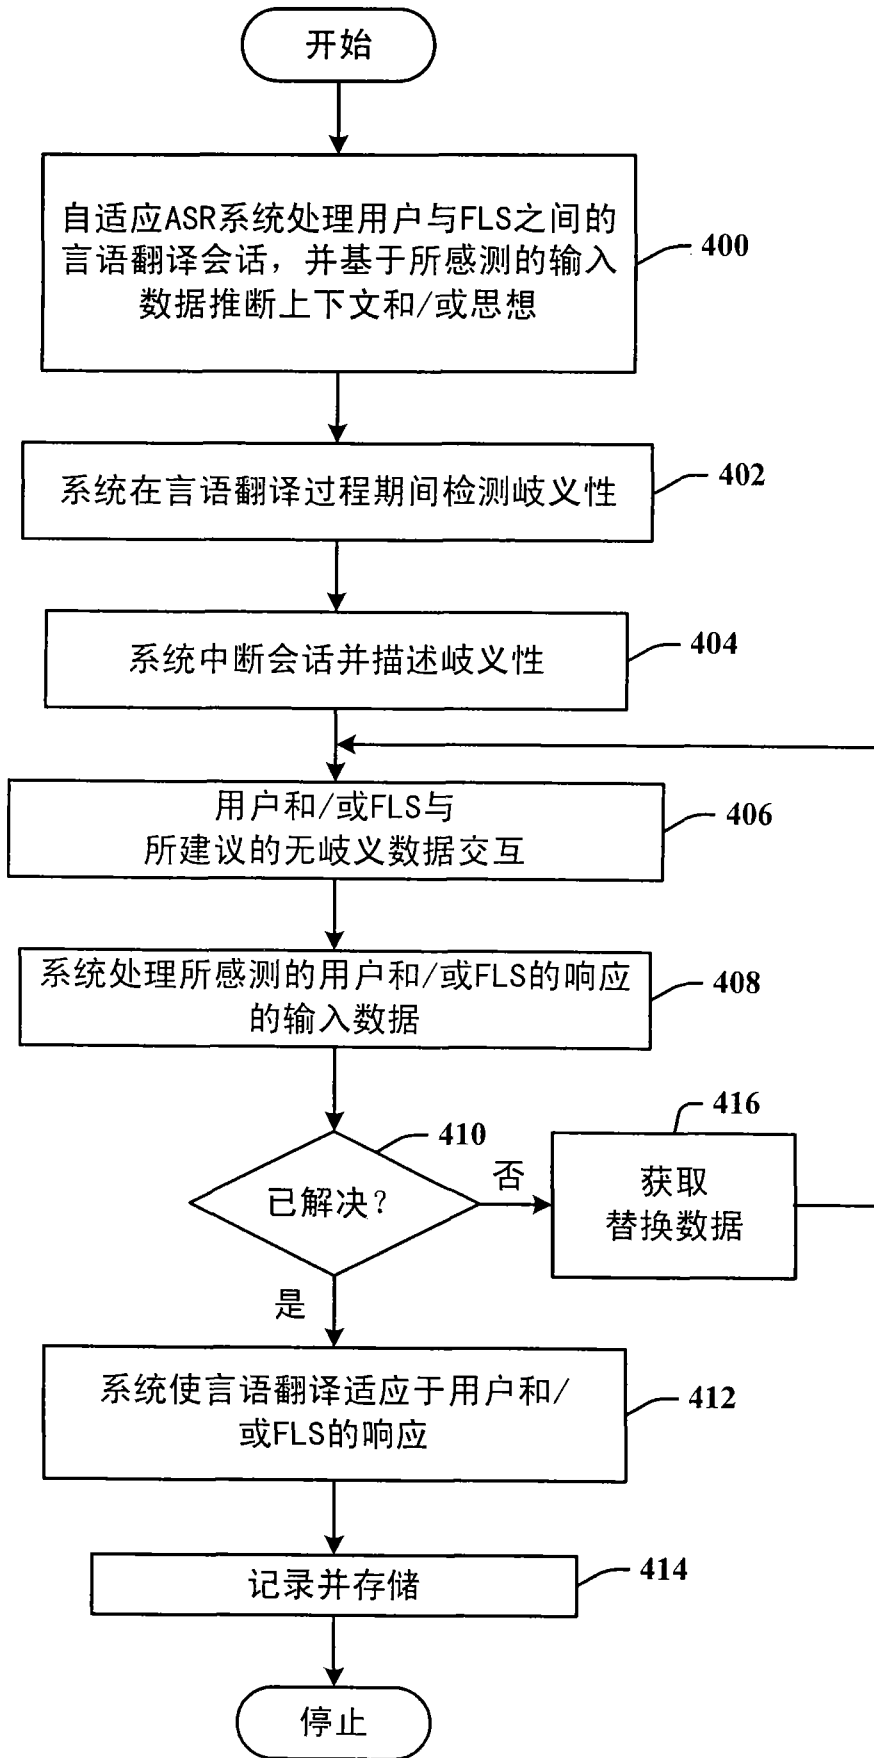 开始
自适应ASR系统处理用户与FLS之间的
言语翻译会话，并基于所感测的输入
数据推断上下文和/或思想
400
系统在言语翻译过程期间检测歧义性
402
系统中断会话并描述歧义性
404
用户和/或FLS与
所建议的无歧义数据交互
406
系统处理所感测的用户和/或FLS的响应
的输入数据
408
已解决？
410
否
获取
替换数据
416
是
系统使言语翻译适应于用户和/
或FLS的响应
412
记录并存储
414
停止